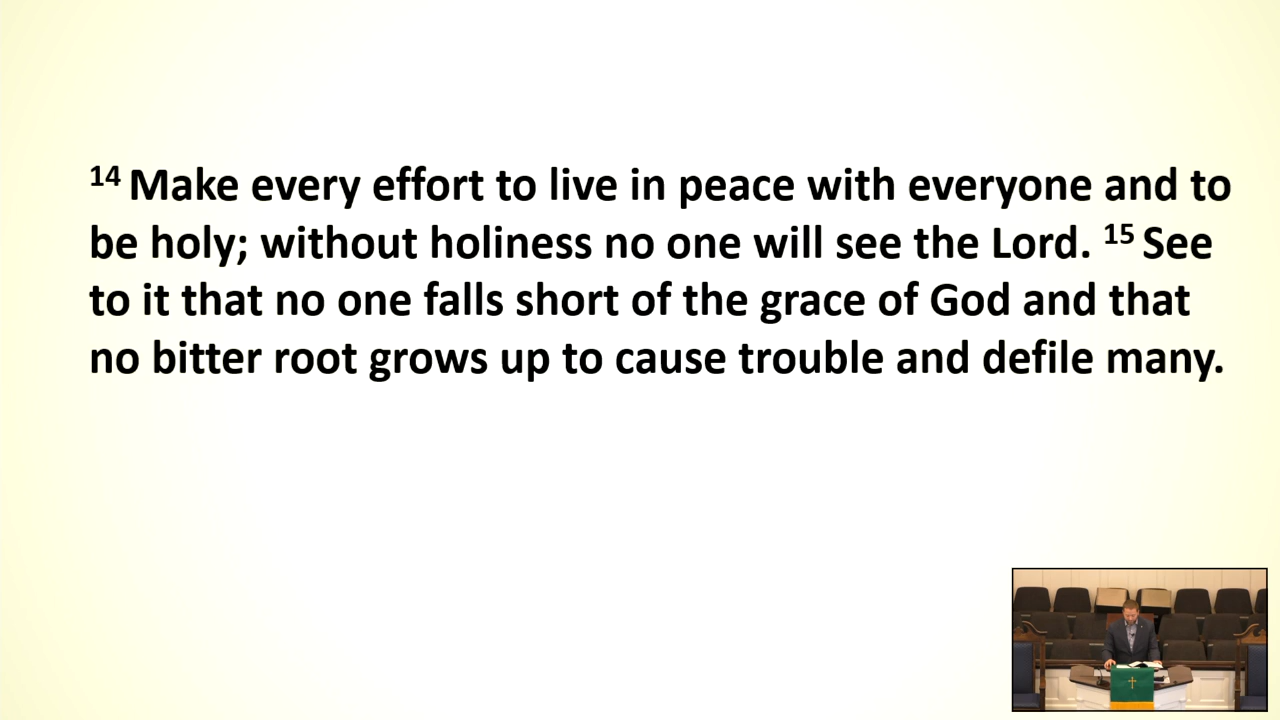 14 Make every effort to live in peace with everyone and to
be holy; without holiness no one will see the Lord. 15 See
to it that no one falls short of the grace of God and that
no bitter root grows up to cause trouble and defile many.